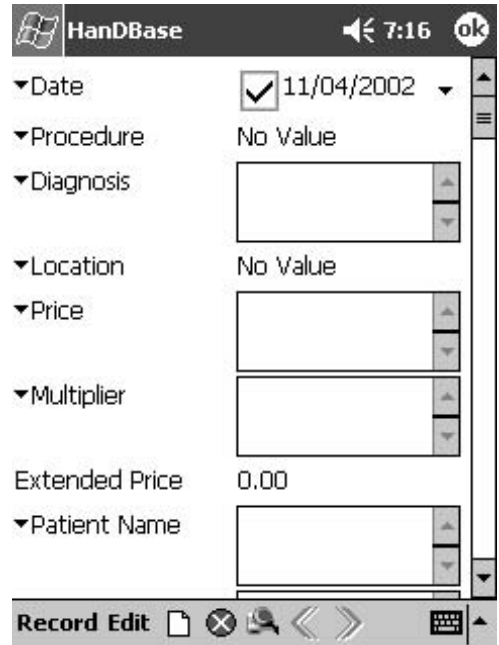 HanDBase 7:16 ok
Date 11/04/2002
Procedure No Value
Diagnosis
Location No Value
Price
Multiplier
Extended Price 0.00
Patient Name
Record Edit